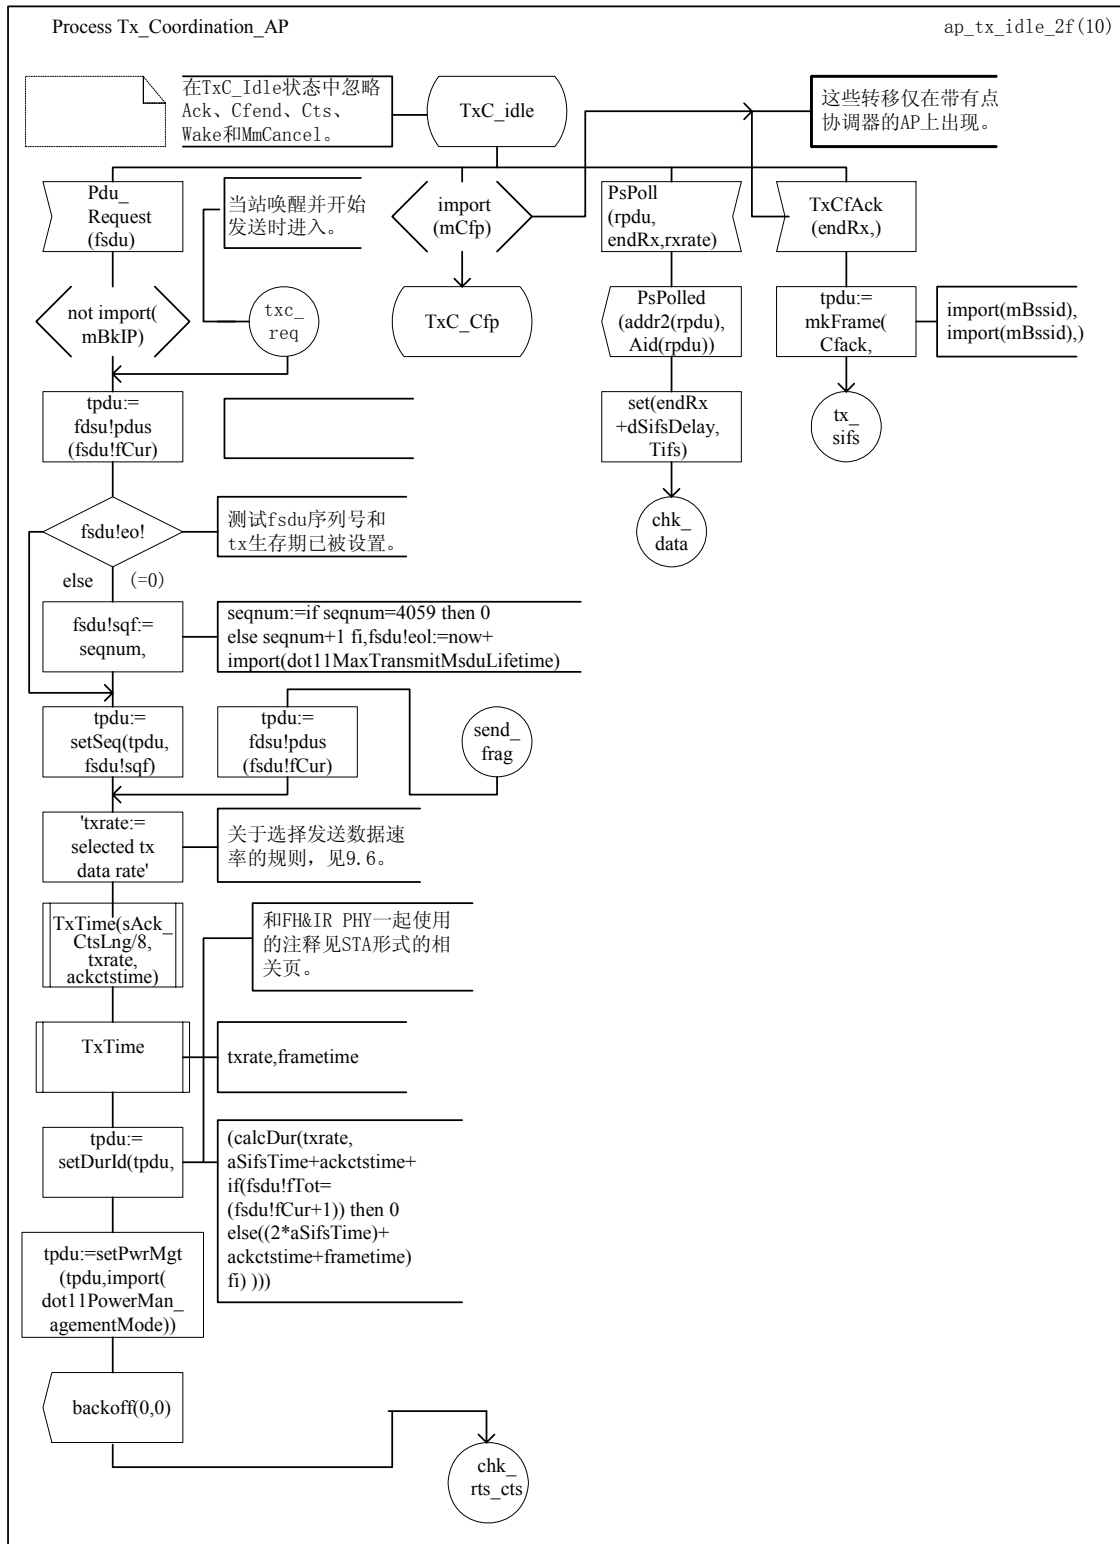 Process Tx_Coordination_AP
ap_tx_idle_2f(10)
在TxC_Idle状态中忽略
Ack、Cfend、Cts、
Wake和MmCancel。
TxC_idle
这些转移仅在带有点
协调器的AP上出现。
Pdu_
Request
(fsdu)
当站唤醒并开始
发送时进入。
import
(mCfp)
PsPoll
(rpdu,
endRx,rxrate)
TxCfAck
(endRx,)
not import(
mBkIP)
txc_
req
TxC_Cfp
PsPolled
(addr2(rpdu),
Aid(rpdu))
tpdu:=
mkFrame(
Cfack,
import(mBssid),
import(mBssid),)
tpdu:=
fdsu!pdus
(fsdu!fCur)
set(endRx
+dSifsDelay,
Tifs)
tx_
sifs
fsdu!eo!
测试fsdu序列号和
tx生存期已被设置。
chk_
data
else
(=0)
fsdu!sqf:=
seqnum,
seqnum:=if seqnum=4059 then 0
else seqnum+1 fi,fsdu!eol:=now+
import(dot11MaxTransmitMsduLifetime)
tpdu:=
setSeq(tpdu,
fsdu!sqf)
tpdu:=
fdsu!pdus
(fsdu!fCur)
send_
frag
'txrate:=
selected tx
data rate'
关于选择发送数据速
率的规则，见9.6。
TxTime(sAck_
CtsLng/8,
txrate,
ackctstime)
和FH&IR PHY一起使用
的注释见STA形式的相
关页。
TxTime
txrate,frametime
tpdu:=
setDurId(tpdu,
(calcDur(txrate,
aSifsTime+ackctstime+
if(fsdu!fTot=
(fsdu!fCur+1)) then 0
else((2*aSifsTime)+
ackctstime+frametime)
fi) )))
tpdu:=setPwrMgt
(tpdu,import(
dot11PowerMan_
agementMode))
backoff(0,0)
chk_
rts_cts